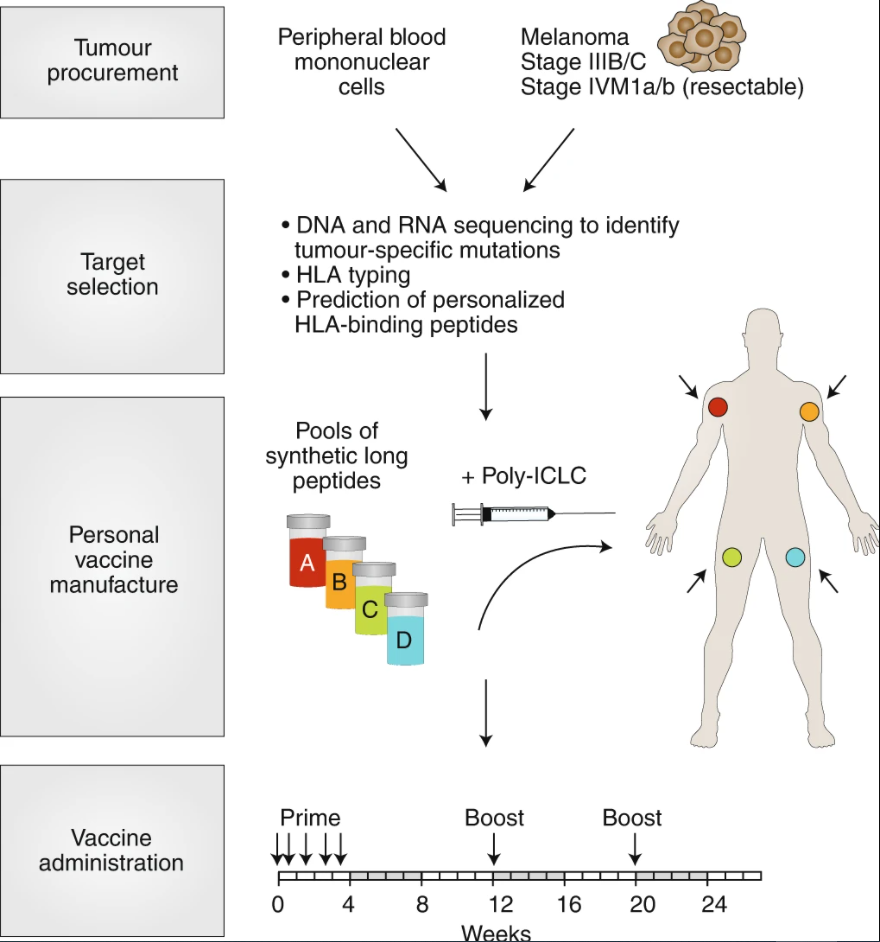 Tumour
procurement
Peripheral blood
mononuclear
cells
Melanoma
Stage IIIB/C
Stage IVM1a/b (resectable)
Target
selection
• DNA and RNA sequencing to identify
tumour-specific mutations
• HLA typing
• Prediction of personalized
HLA-binding peptides
Personal
vaccine
manufacture
Pools of
synthetic long
peptides
A
B
C
D
+ Poly-ICLC
Vaccine
administration
Prime
Boost
Boost
0 4 8 12 16 20 24
Weeks